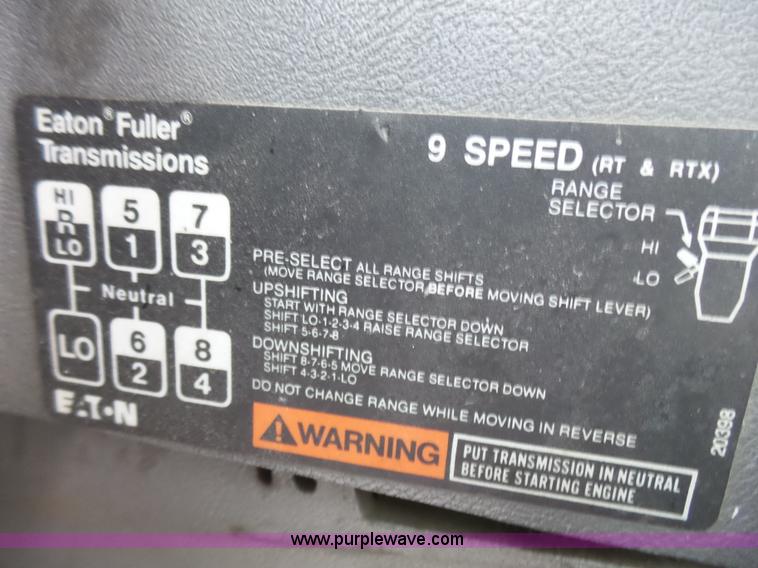 Eaton® Fuller®
Transmissions
9 SPEED (RT & RTX)
RANGE
SELECTOR
HI
LO
HI
R
LO
5
1
7
3
Neutral
LO
6
2
8
4
EATON
PRE-SELECT ALL RANGE SHIFTS
(MOVE RANGE SELECTOR BEFORE MOVING SHIFT LEVER)
UPSHIFTING
START WITH RANGE SELECTOR DOWN
SHIFT LO-1-2-3-4 RAISE RANGE SELECTOR
SHIFT 5-6-7-8
DOWNSHIFTING
SHIFT 8-7-6-5 MOVE RANGE SELECTOR DOWN
SHIFT 4-3-2-1-LO
DO NOT CHANGE RANGE WHILE MOVING IN REVERSE
WARNING
PUT TRANSMISSION IN NEUTRAL
BEFORE STARTING ENGINE
20398
www.purplewave.com